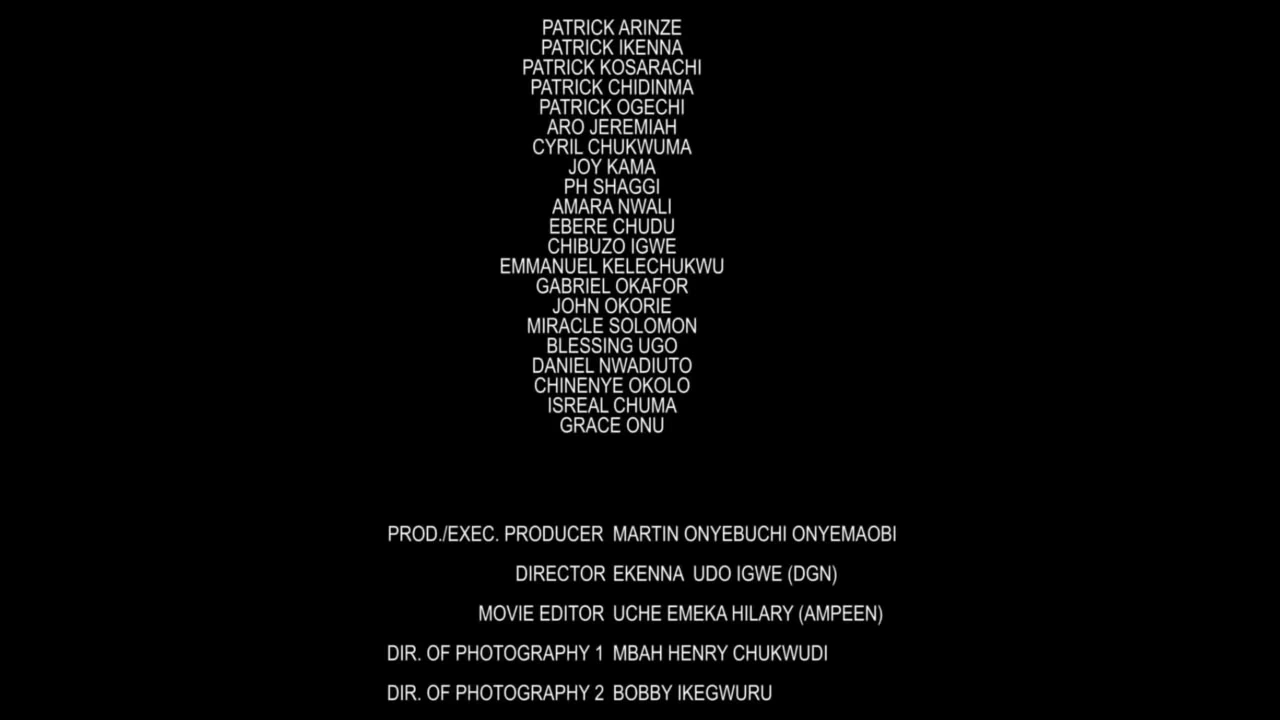 PATRICK ARINZE
PATRICK IKENNA
PATRICK KOSARACHI
PATRICK CHIDINMA
PATRICK OGECHI
ARO JEREMIAH
CYRIL CHUKWUMA
JOY KAMA
PH SHAGGI
AMARA NWALI
EBERE CHUDU
CHIBUZO IGWE
EMMANUEL KELECHUKWU
GABRIEL OKAFOR
JOHN OKORIE
MIRACLE SOLOMON
BLESSING UGO
DANIEL NWADIUTO
CHINENYE OKOLO
ISREAL CHUMA
GRACE ONU
PROD./EXEC. PRODUCER MARTIN ONYEBUCHI ONYEMAOBI
DIRECTOR EKENNA UDO IGWE (DGN)
MOVIE EDITOR UCHE EMEKA HILARY (AMPEEN)
DIR. OF PHOTOGRAPHY 1 MBAH HENRY CHUKWUDI
DIR. OF PHOTOGRAPHY 2 BOBBY IKEGWURU